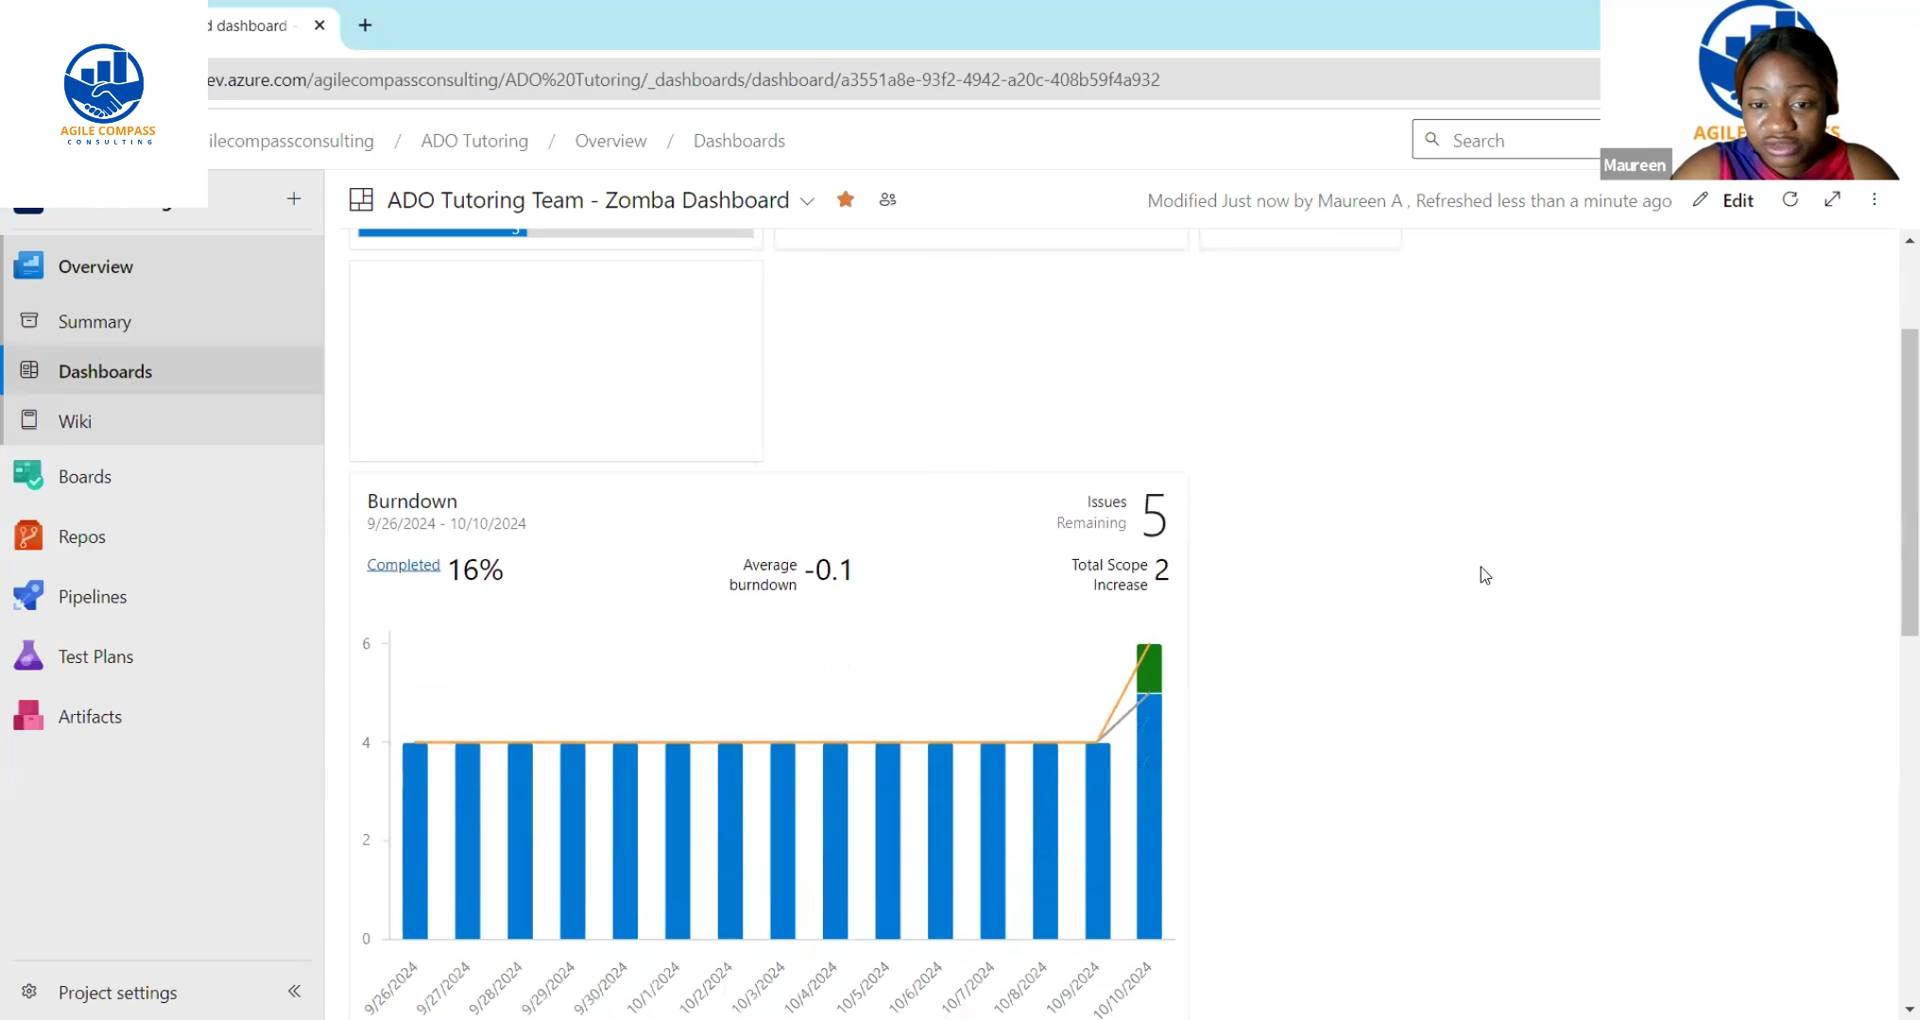 d dashboard -
AGILE COMPASS
CONSULTING
ev.azure.com/agilecompassconsulting/ADO%20Tutoring/_dashboards/dashboard/a3551a8e-93f2-4942-a20c-408b59f4a932
ilecompassconsulting / ADO Tutoring / Overview / Dashboards
Search
Maureen
ADO Tutoring Team - Zomba Dashboard
Modified Just now by Maureen A , Refreshed less than a minute ago
Edit
Overview
Summary
Dashboards
Wiki
Boards
Repos
Pipelines
Test Plans
Artifacts
Project settings
Burndown
9/26/2024 - 10/10/2024
Issues
Remaining 5
Completed 16%
Average
burndown -0.1
Total Scope
Increase 2
6
4
2
0
9/26/2024
9/27/2024
9/28/2024
9/29/2024
9/30/2024
10/1/2024
10/2/2024
10/3/2024
10/4/2024
10/5/2024
10/6/2024
10/7/2024
10/8/2024
10/9/2024
10/10/2024